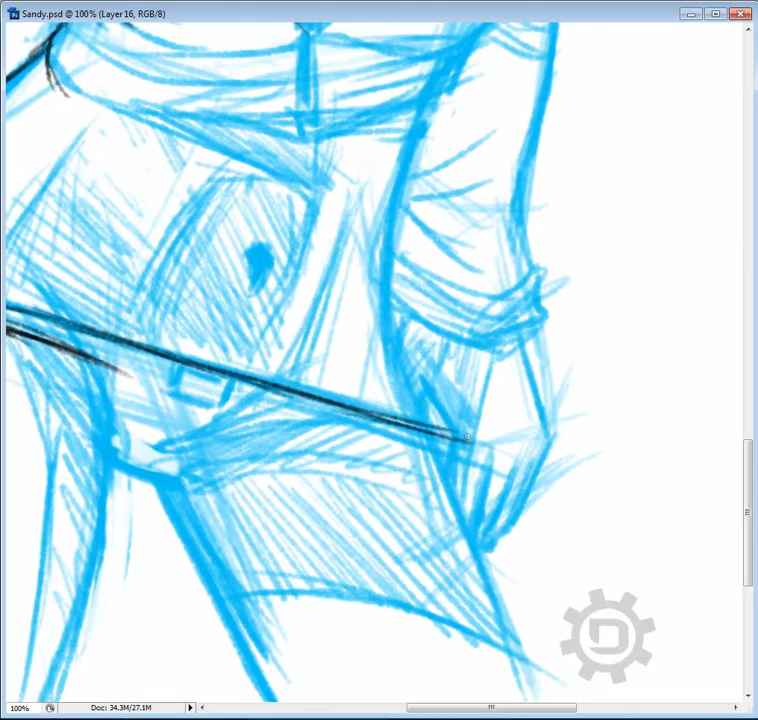 Sandy.psd @ 100% (Layer 16, RGB/8)
D
100%
Doc: 34.3M/27.1M